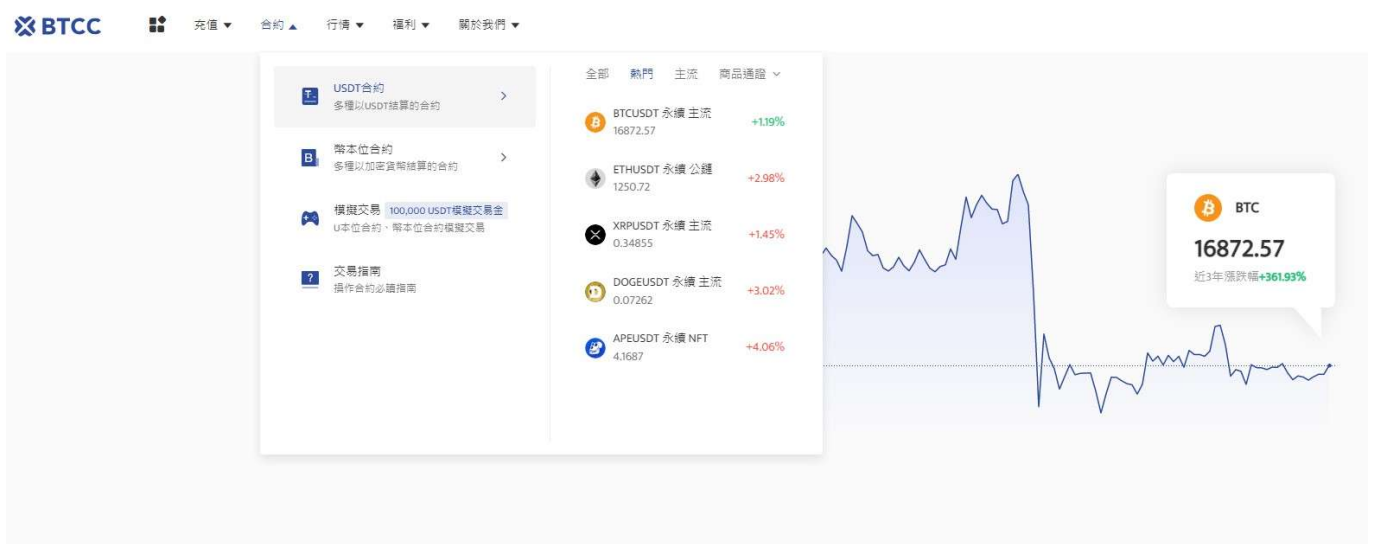 BTCC
充值 ▼ 合約 ▲ 行情 ▼ 福利 ▼ 關於我們 ▼
USDT合約
多種以USDT結算的合約
幣本位合約
多種以加密貨幣結算的合約
模擬交易 100,000 USDT模擬交易金
U本位合約、幣本位合約模擬交易
交易指南
操作合約必讀指南
全部 熱門 主流 商品通證
BTCUSDT 永續 主流
16872.57
+1.19%
ETHUSDT 永續 公鏈
1250.72
+2.98%
XRPUSDT 永續 主流
0.34855
+1.45%
DOGEUSDT 永續 主流
0.07262
+3.02%
APEUSDT 永續 NFT
4.1687
+4.06%
BTC
16872.57
近3年漲跌幅+361.93%